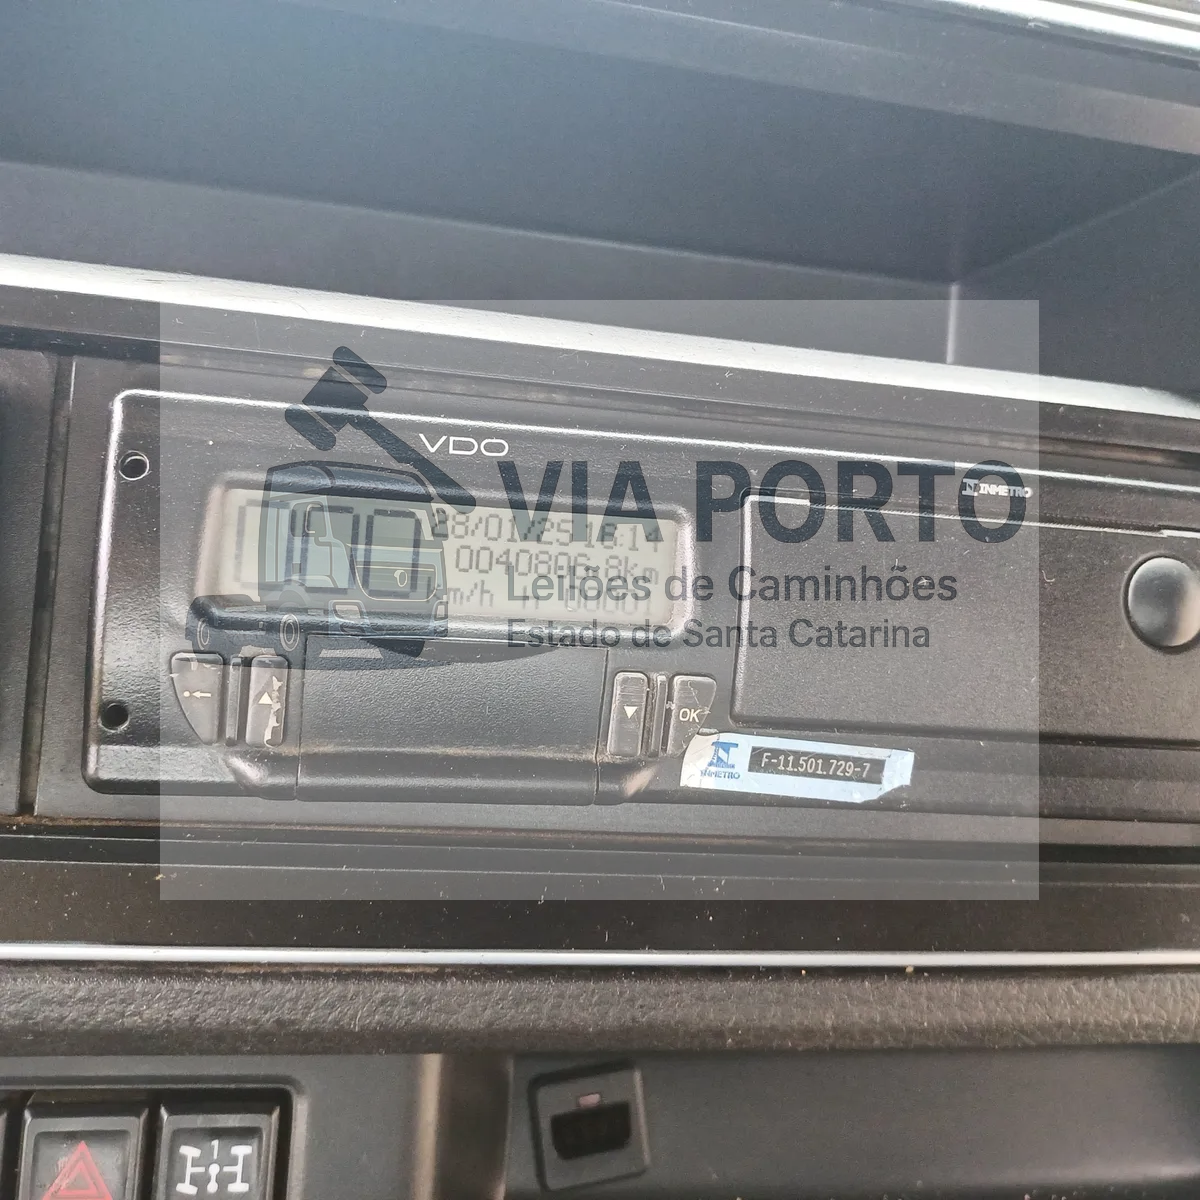 VDO
VIA PORTO
INMETRO
28/01/25 16:14
0040806.8km
Leilões de Caminhões
m/h
Estado de Santa Catarina
OK
INMETRO
F-11.501.729-7
1